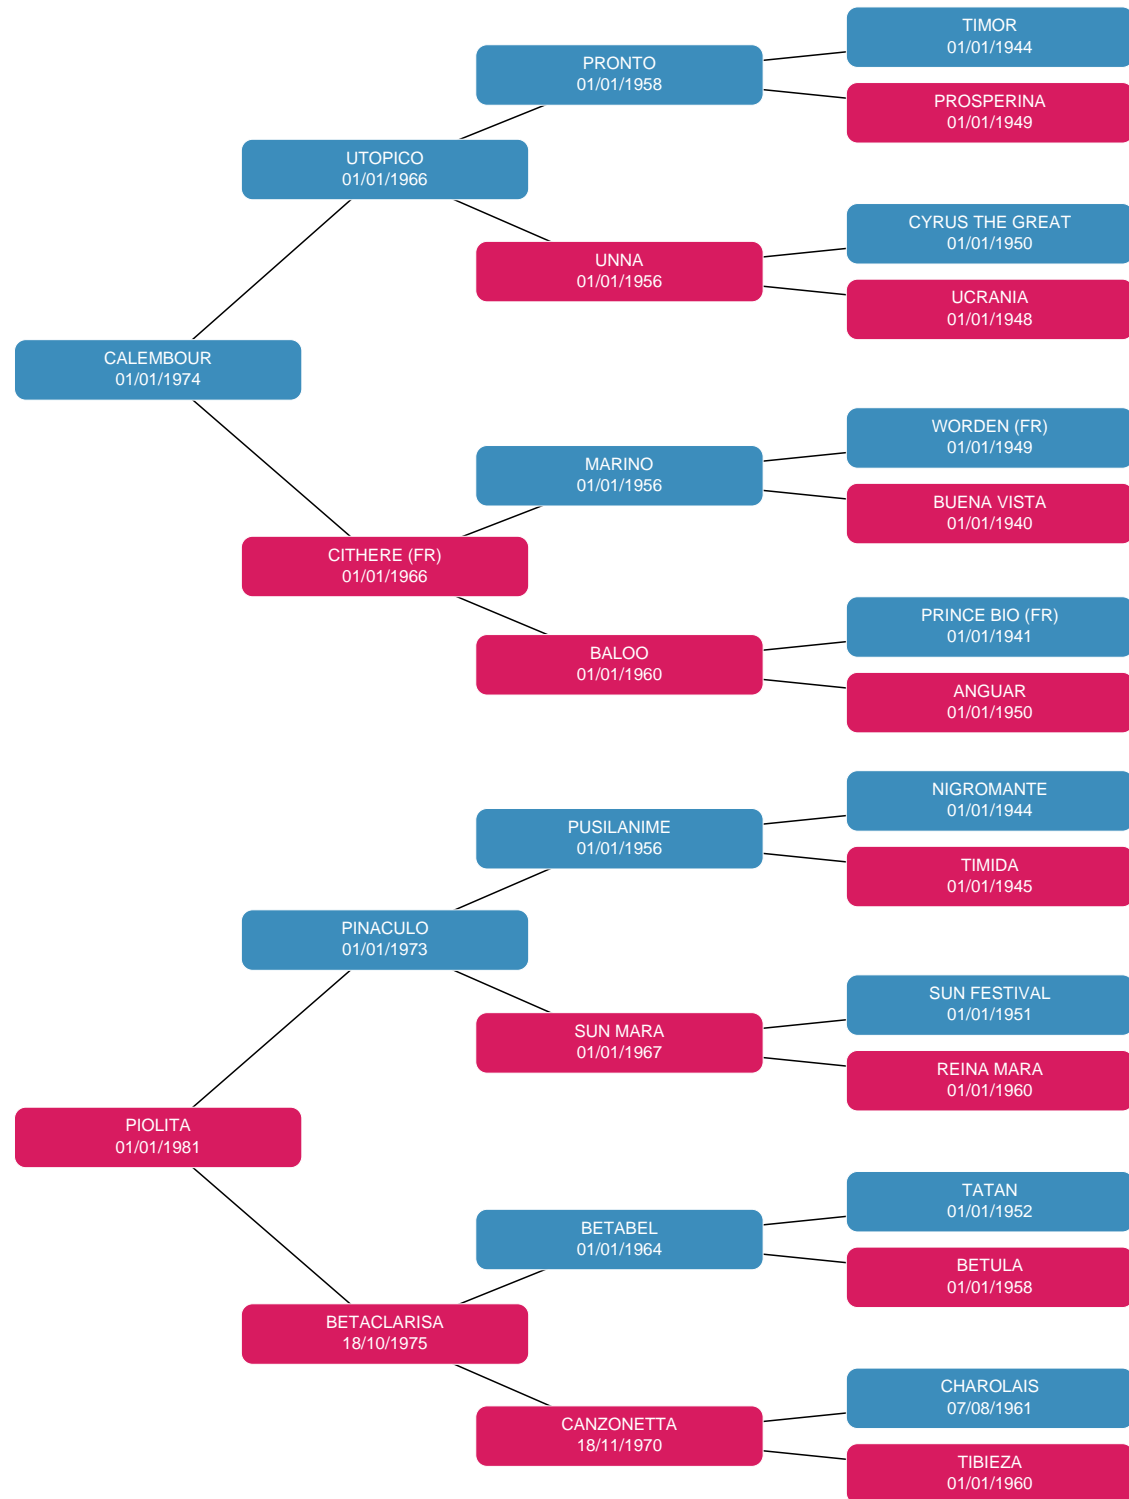 TIMOR
01/01/1944
PRONTO
01/01/1958
PROSPERINA
01/01/1949
UTOPICO
01/01/1966
CYRUS THE GREAT
01/01/1950
UNNA
01/01/1956
UCRANIA
01/01/1948
CALEMBOUR
01/01/1974
WORDEN (FR)
01/01/1949
MARINO
01/01/1956
BUENA VISTA
01/01/1940
CITHERE (FR)
01/01/1966
PRINCE BIO (FR)
01/01/1941
BALOO
01/01/1960
ANGUAR
01/01/1950
NIGROMANTE
01/01/1944
PUSILANIME
01/01/1956
TIMIDA
01/01/1945
PINACULO
01/01/1973
SUN FESTIVAL
01/01/1951
SUN MARA
01/01/1967
REINA MARA
01/01/1960
PIOLITA
01/01/1981
TATAN
01/01/1952
BETABEL
01/01/1964
BETULA
01/01/1958
BETACLARISA
18/10/1975
CHAROLAIS
07/08/1961
CANZONETTA
18/11/1970
TIBIEZA
01/01/1960